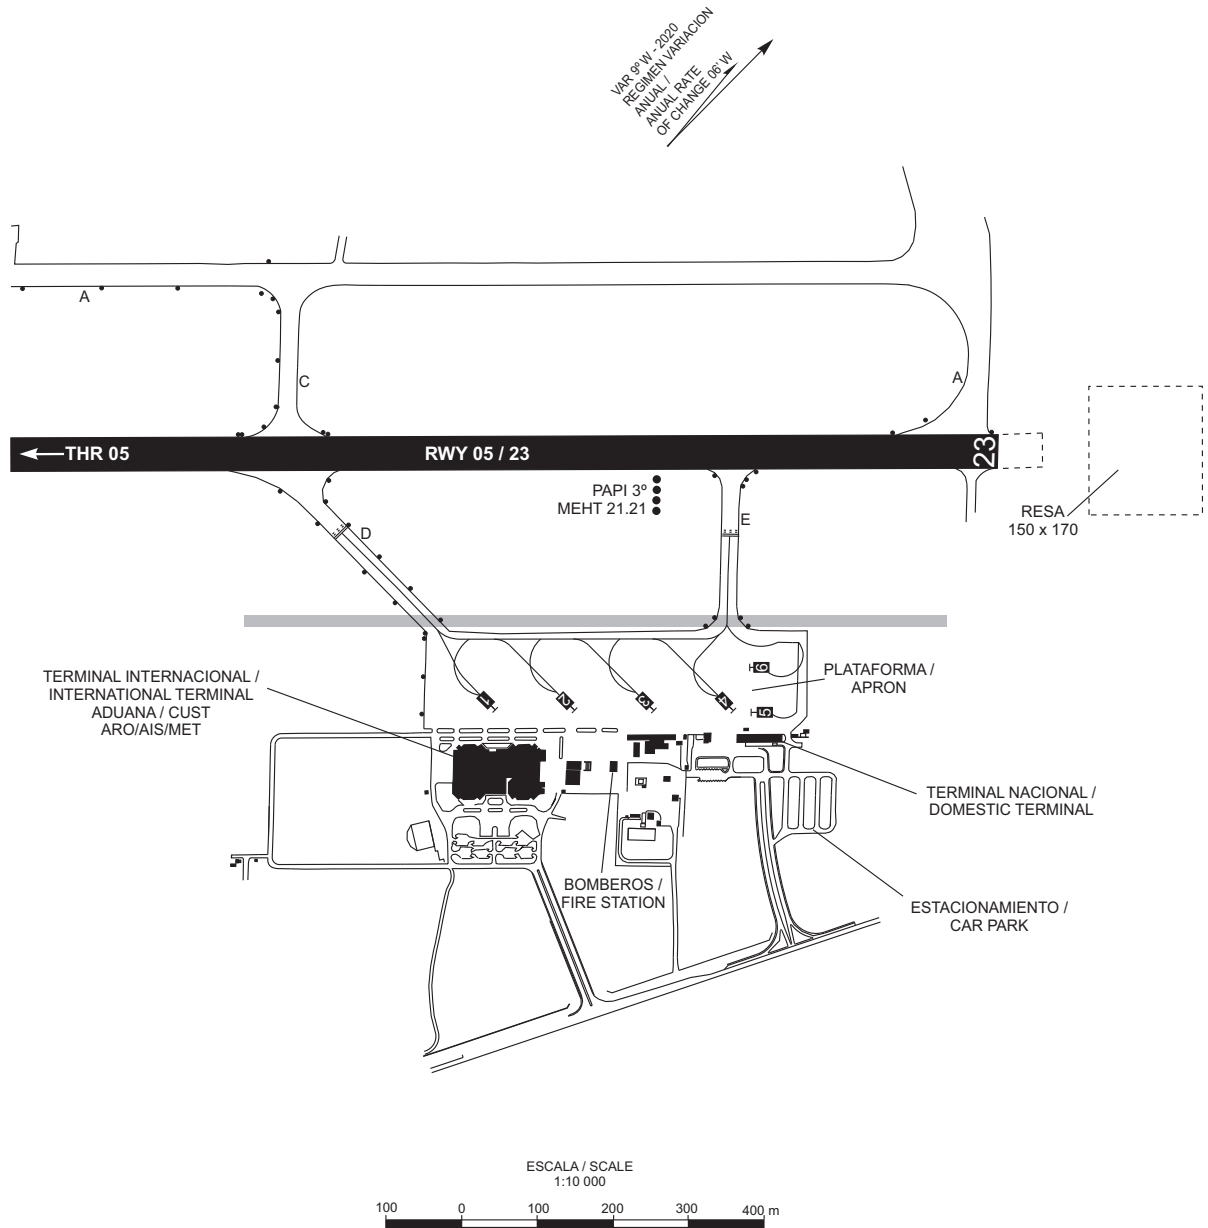 VAR 9º W - 2020
REGIMEN VARIACION
ANUAL /
ANUAL RATE
OF CHANGE 06' W
A
C
A
THR 05
RWY 05 / 23
23
PAPI 3º
MEHT 21.21
D
E
RESA
150 x 170
TERMINAL INTERNACIONAL /
INTERNATIONAL TERMINAL
ADUANA / CUST
ARO/AIS/MET
1
2
3
4
6
5
PLATAFORMA /
APRON
TERMINAL NACIONAL /
DOMESTIC TERMINAL
BOMBEROS /
FIRE STATION
ESTACIONAMIENTO /
CAR PARK
ESCALA / SCALE
1:10 000
100 0 100 200 300 400 m